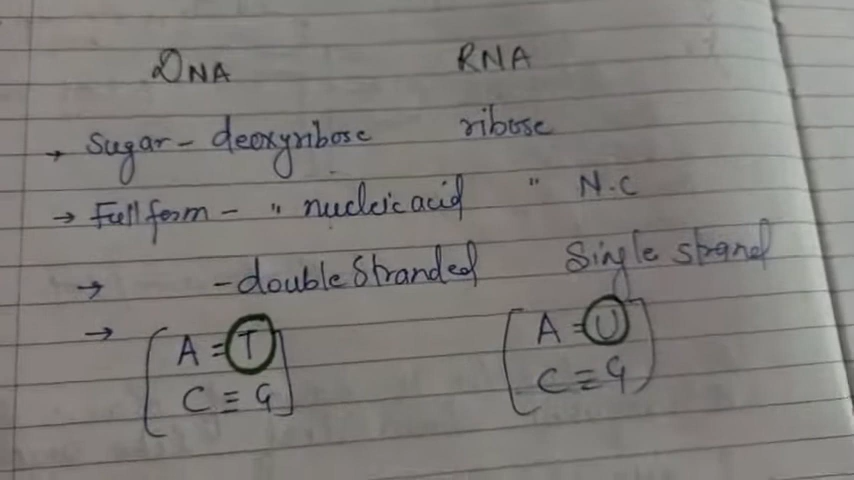 DNA RNA
→ Sugar - deoxyribose ribose
→ Full form - " nucleic acid " N.C
→ - double Stranded Single strand
→ A = T A = U
C ≡ G C ≡ G